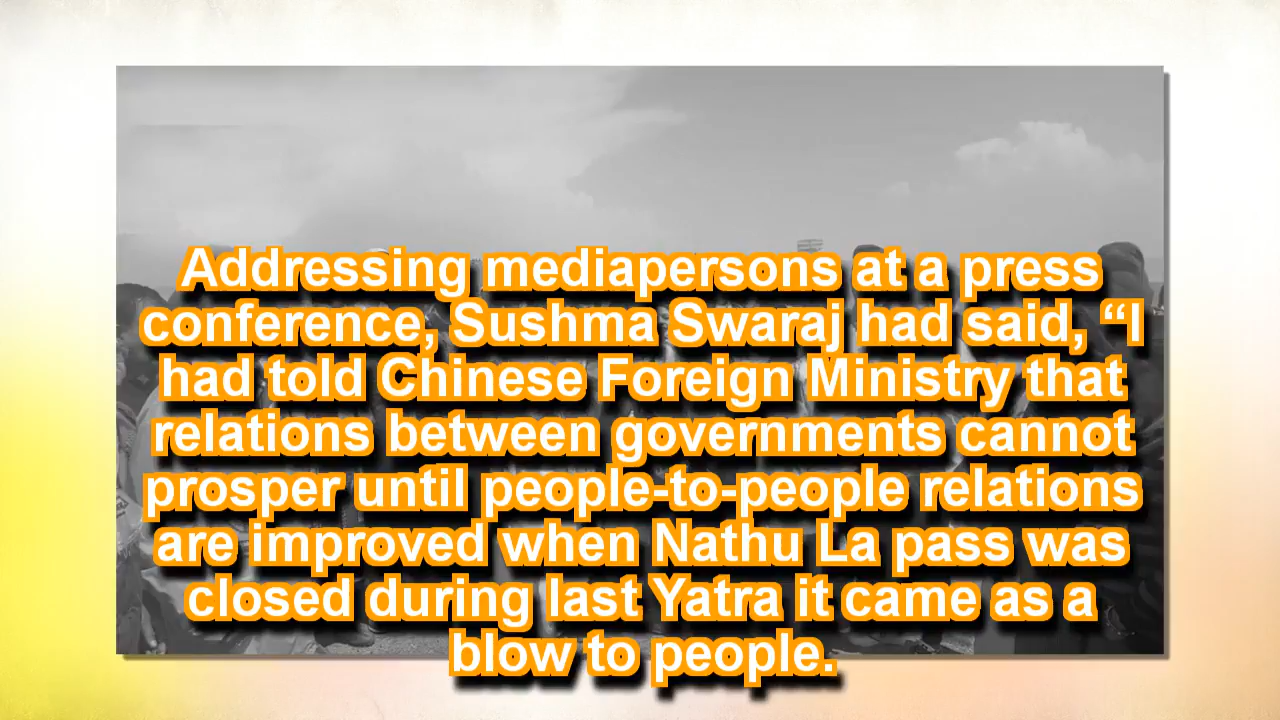 Addressing mediapersons at a press
conference, Sushma Swaraj had said, “I
had told Chinese Foreign Ministry that
relations between governments cannot
prosper until people-to-people relations
are improved when Nathu La pass was
closed during last Yatra it came as a
blow to people.